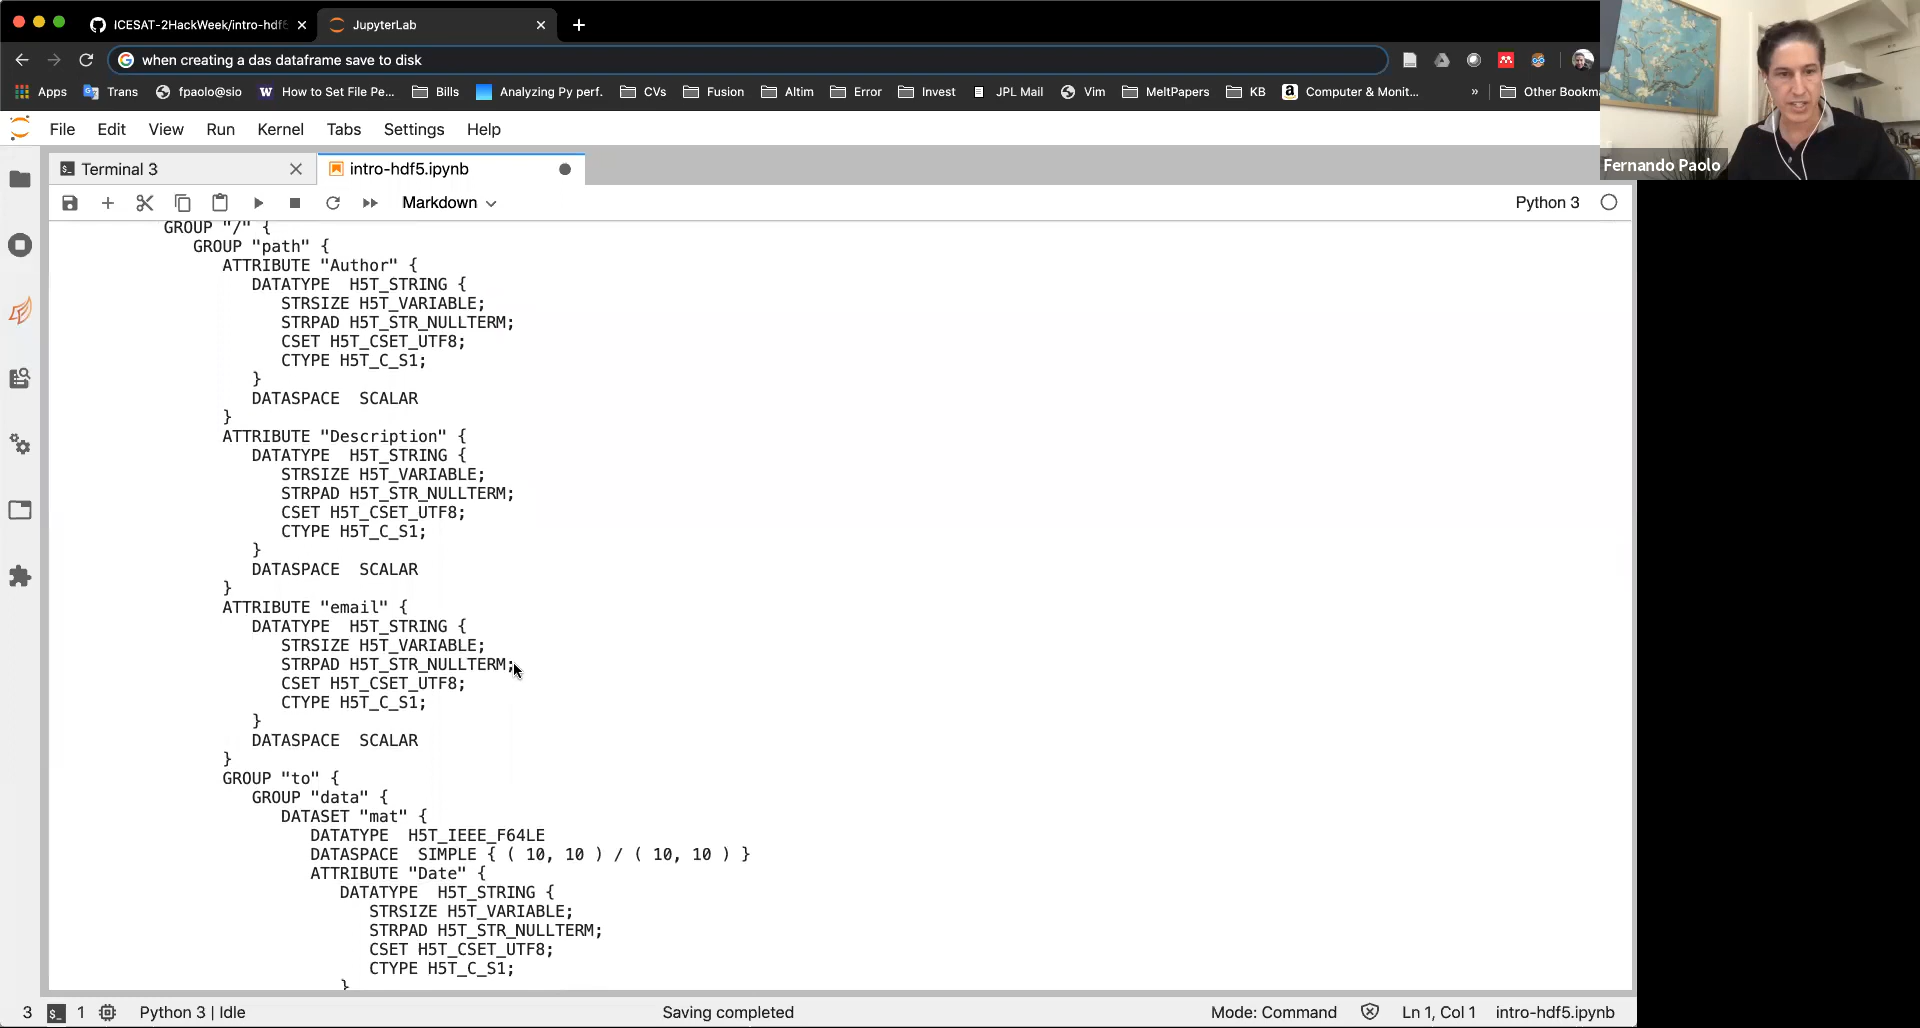 ICESAT-2HackWeek/intro-hdf5
JupyterLab
when creating a das dataframe save to disk
Apps
Trans
fpaolo@sio
W How to Set File Pe...
Bills
Analyzing Py perf.
CVs
Fusion
Altim
Error
Invest
JPL Mail
Vim
MeltPapers
KB
a Computer & Monit...
»
Other Bookma
Fernando Paolo
File Edit View Run Kernel Tabs Settings Help
Terminal 3
intro-hdf5.ipynb
Markdown
Python 3
GROUP "/" {
GROUP "path" {
ATTRIBUTE "Author" {
DATATYPE H5T_STRING {
STRSIZE H5T_VARIABLE;
STRPAD H5T_STR_NULLTERM;
CSET H5T_CSET_UTF8;
CTYPE H5T_C_S1;
}
DATASPACE SCALAR
}
ATTRIBUTE "Description" {
DATATYPE H5T_STRING {
STRSIZE H5T_VARIABLE;
STRPAD H5T_STR_NULLTERM;
CSET H5T_CSET_UTF8;
CTYPE H5T_C_S1;
}
DATASPACE SCALAR
}
ATTRIBUTE "email" {
DATATYPE H5T_STRING {
STRSIZE H5T_VARIABLE;
STRPAD H5T_STR_NULLTERM;
CSET H5T_CSET_UTF8;
CTYPE H5T_C_S1;
}
DATASPACE SCALAR
}
GROUP "to" {
GROUP "data" {
DATASET "mat" {
DATATYPE H5T_IEEE_F64LE
DATASPACE SIMPLE { ( 10, 10 ) / ( 10, 10 ) }
ATTRIBUTE "Date" {
DATATYPE H5T_STRING {
STRSIZE H5T_VARIABLE;
STRPAD H5T_STR_NULLTERM;
CSET H5T_CSET_UTF8;
CTYPE H5T_C_S1;
}
3 $_ 1 Python 3 | Idle Saving completed Mode: Command Ln 1, Col 1 intro-hdf5.ipynb